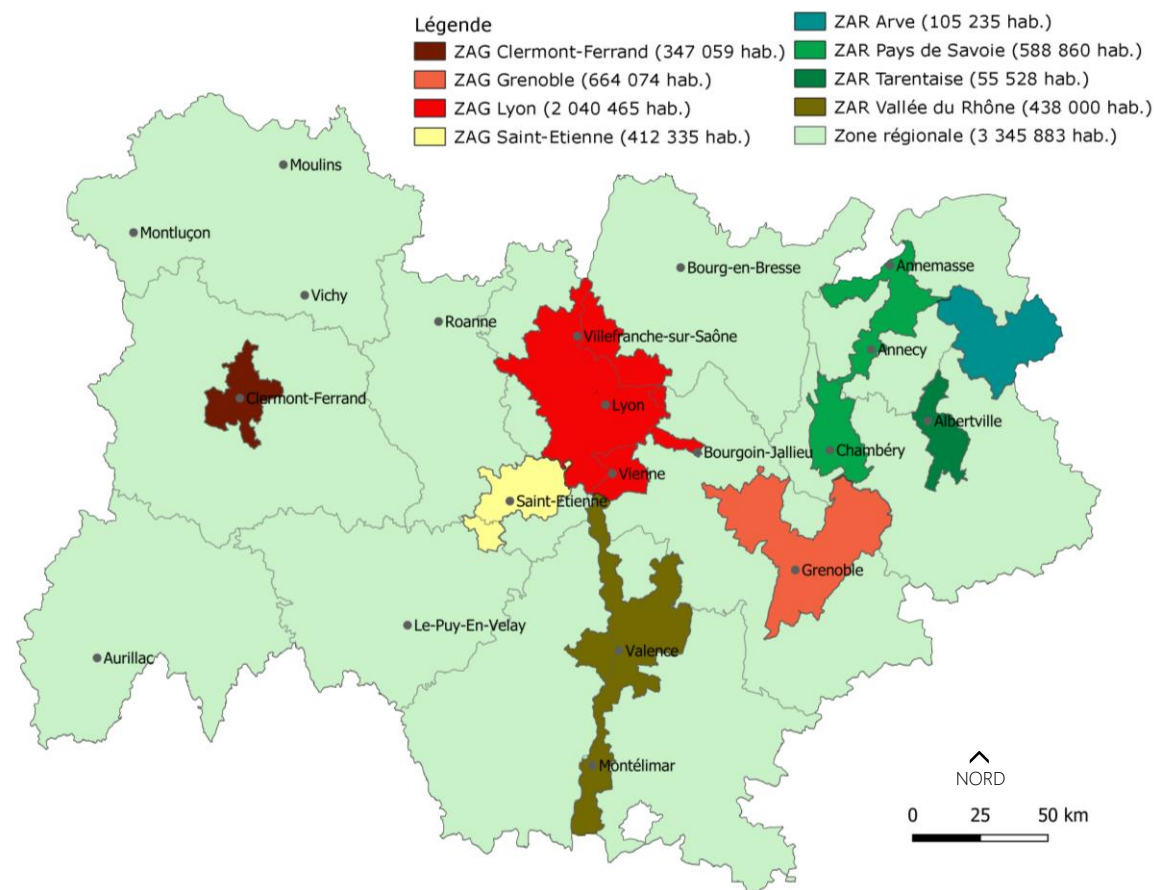 Légende
ZAG Clermont-Ferrand (347 059 hab.)
ZAG Grenoble (664 074 hab.)
ZAG Lyon (2 040 465 hab.)
ZAG Saint-Etienne (412 335 hab.)
ZAR Arve (105 235 hab.)
ZAR Pays de Savoie (588 860 hab.)
ZAR Tarentaise (55 528 hab.)
ZAR Vallée du Rhône (438 000 hab.)
Zone régionale (3 345 883 hab.)
Moulins
Montluçon
Vichy
Roanne
Bourg-en-Bresse
Annemasse
Villefranche-sur-Saône
Annecy
Clermont-Ferrand
Lyon
Albertville
Bourgoin-Jallieu
Chambéry
Vienne
Saint-Etienne
Grenoble
Le-Puy-En-Velay
Valence
Aurillac
Montélimar
NORD
0 25 50 km